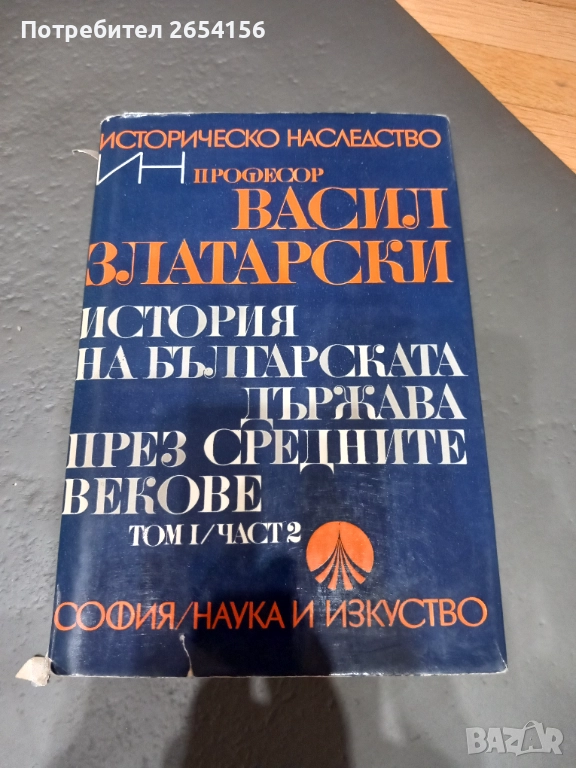 Потребител 2654156
ИСТОРИЧЕСКО НАСЛЕДСТВО
ИН
ПРОФЕСОР
ВАСИЛ
ЗЛАТАРСКИ
ИСТОРИЯ
НА БЪЛГАРСКАТА
ДЪРЖАВА
ПРЕЗ СРЕДНИТЕ
ВЕКОВЕ
ТОМ I/ЧАСТ 2
СОФИЯ/НАУКА И ИЗКУСТВО
BAZAR